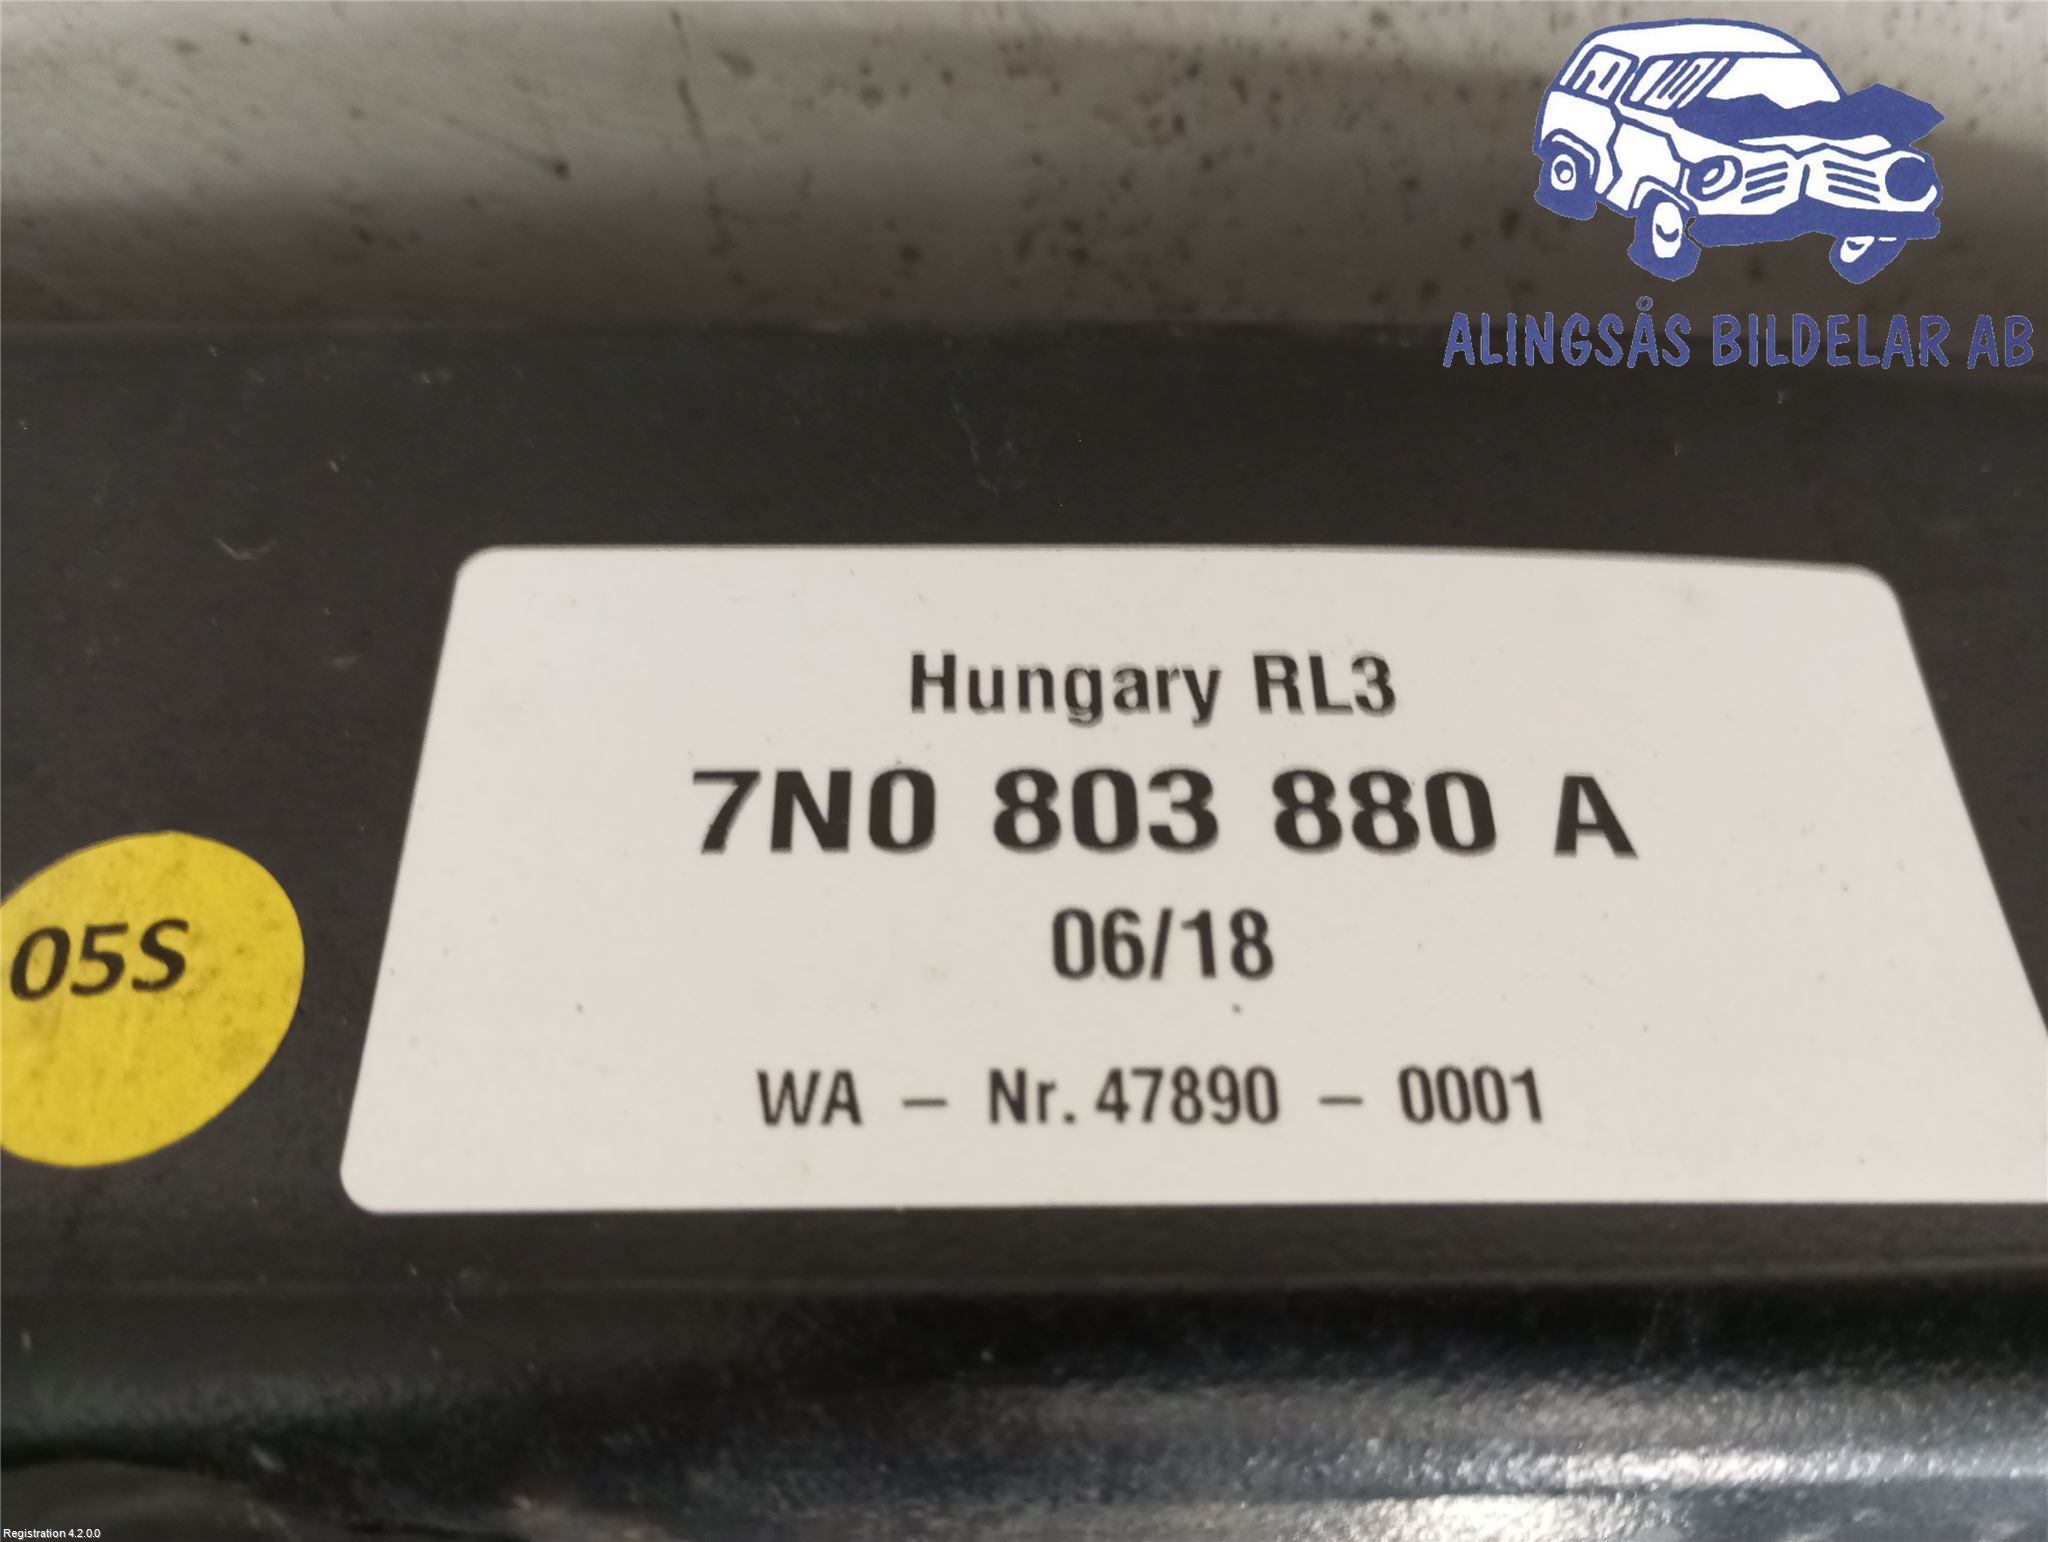 ALINGSÅS BILDELAR AB
Hungary RL3
7N0 803 880 A
05S
06/18
WA – Nr. 47890 – 0001
Registration 4.2.0.0